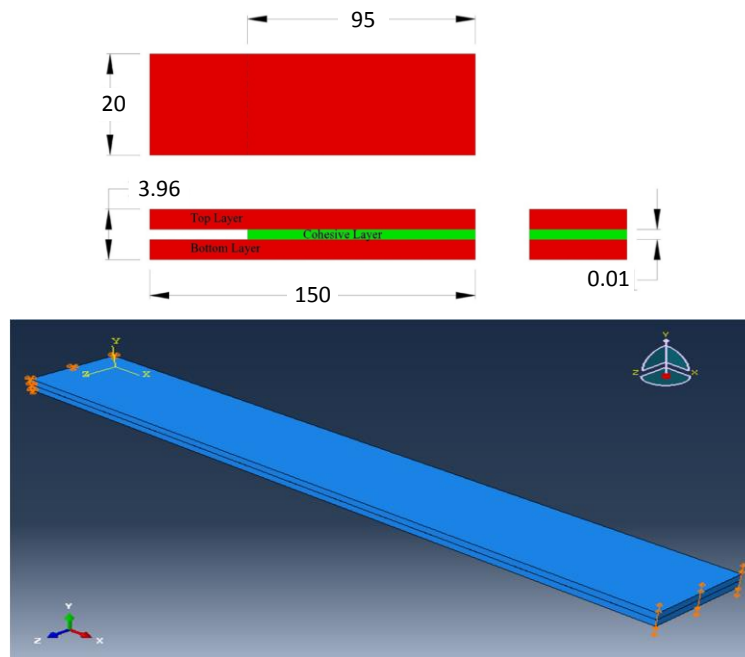 95
20
3.96
Top Layer
Cohesive Layer
Bottom Layer
0.01
150
Y
Z
X
Y
Z
X
Y
Z
X